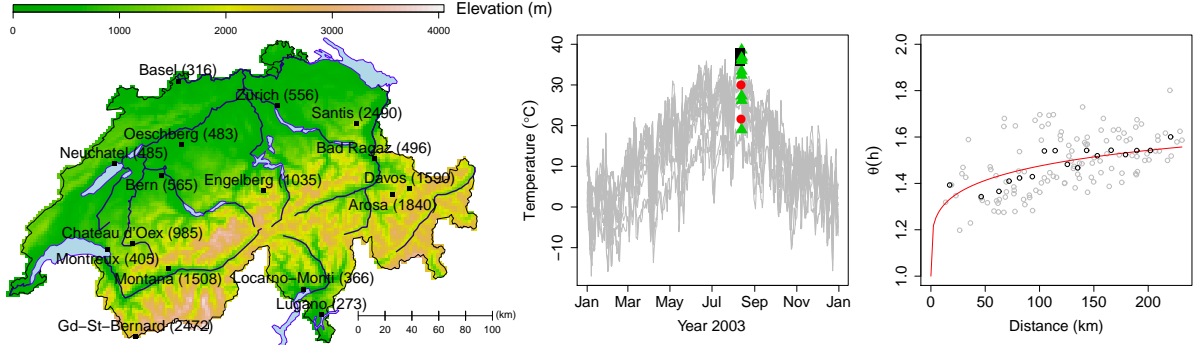 Elevation (m)
0 1000 2000 3000 4000
Basel (316)
Zürich (556)
Santis (2490)
Oeschberg (483)
Bad Ragaz (496)
Neuchatel (485)
Bern (565)
Engelberg (1035)
Davos (1590)
Arosa (1840)
Chateau d'Oex (985)
Montreux (405)
Montana (1508)
Locarno−Monti (366)
Lugano (273)
Gd−St−Bernard (2472)
(km)
0 20 40 60 80 100
Temperature (°C)
40
30
20
10
0
−10
Jan Mar May Jul Sep Nov Jan
Year 2003
θ(h)
2.0
1.8
1.6
1.4
1.2
1.0
0 50 100 150 200
Distance (km)